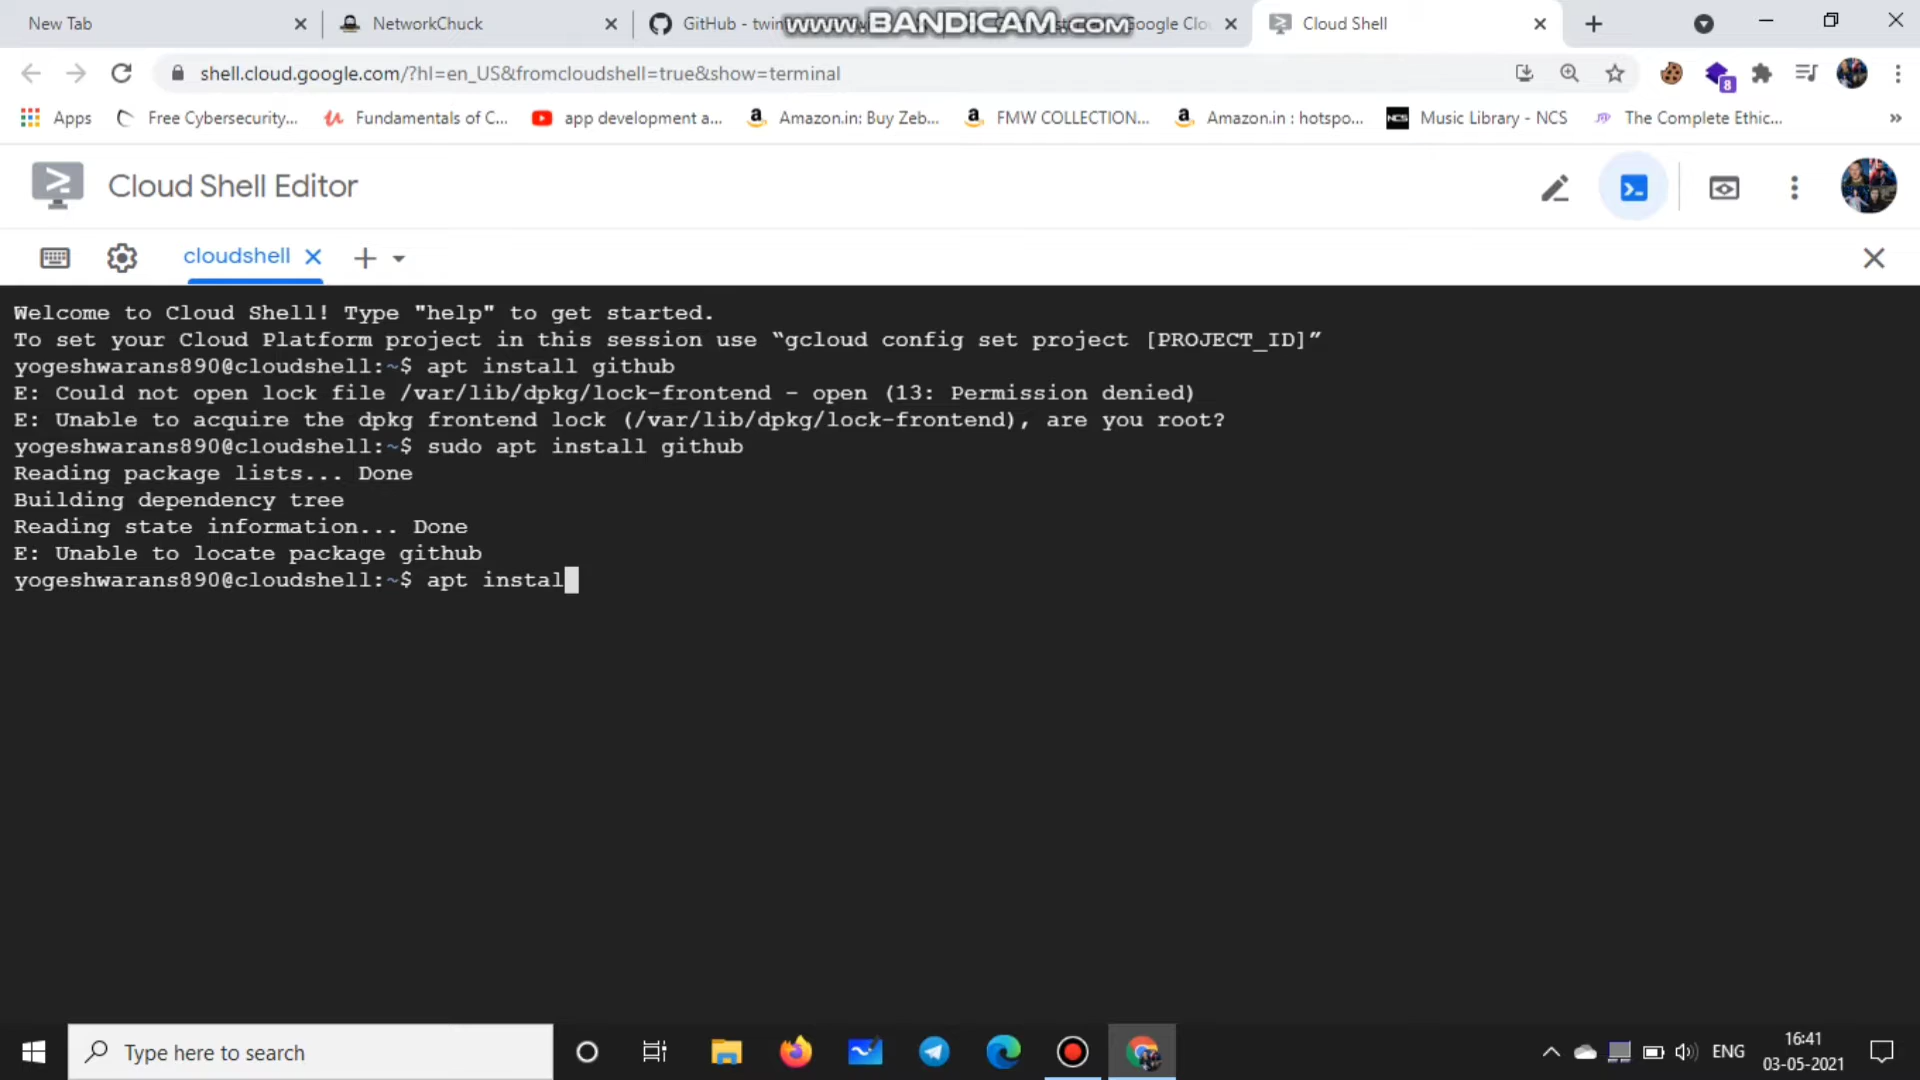 New Tab
NetworkChuck
GitHub - twin
www.BANDICAM.com
Google Clo
Cloud Shell
shell.cloud.google.com/?hl=en_US&fromcloudshell=true&show=terminal
8
Apps
Free Cybersecurity...
Fundamentals of C...
app development a...
Amazon.in: Buy Zeb...
FMW COLLECTION...
Amazon.in : hotspo...
NCS
Music Library - NCS
The Complete Ethic...
Cloud Shell Editor
cloudshell
Welcome to Cloud Shell! Type "help" to get started.
To set your Cloud Platform project in this session use “gcloud config set project [PROJECT_ID]”
yogeshwarans890@cloudshell:~$ apt install github
E: Could not open lock file /var/lib/dpkg/lock-frontend - open (13: Permission denied)
E: Unable to acquire the dpkg frontend lock (/var/lib/dpkg/lock-frontend), are you root?
yogeshwarans890@cloudshell:~$ sudo apt install github
Reading package lists... Done
Building dependency tree
Reading state information... Done
E: Unable to locate package github
yogeshwarans890@cloudshell:~$ apt instal
Type here to search
ENG
16:41
03-05-2021